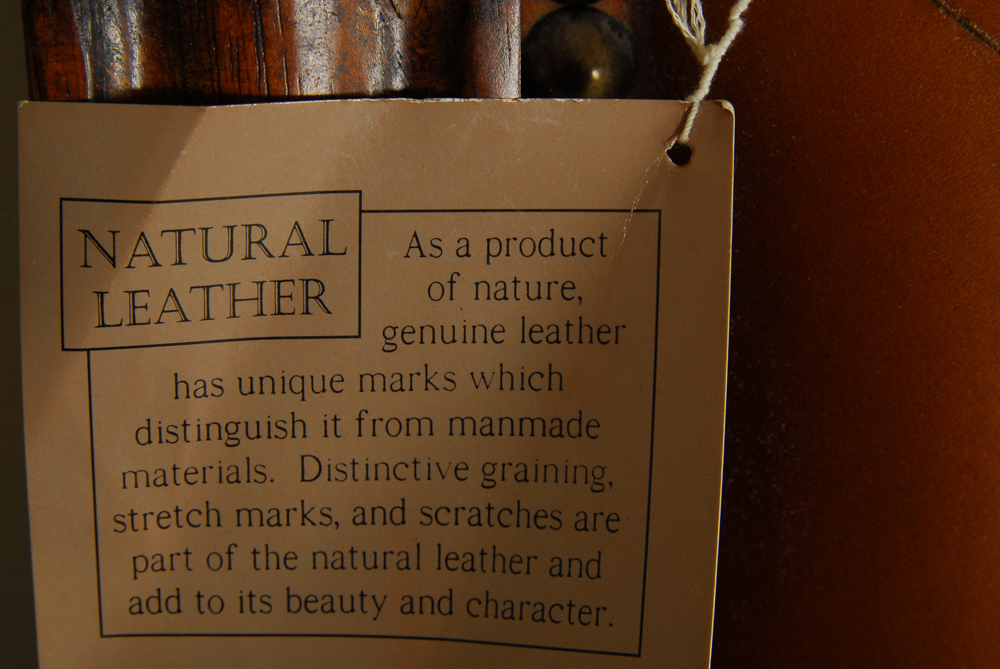 NATURAL
LEATHER
As a product
of nature,
genuine leather
has unique marks which
distinguish it from manmade
materials.  Distinctive graining,
stretch marks, and scratches are
part of the natural leather and
add to its beauty and character.